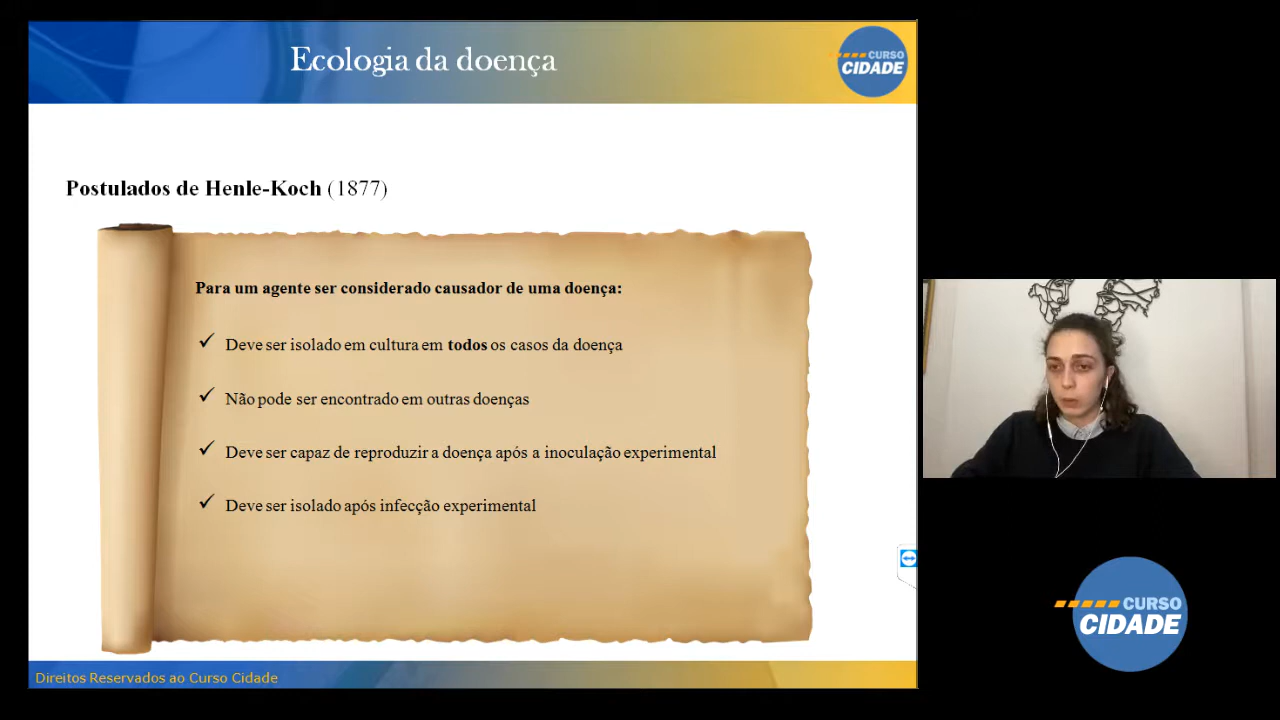 Ecologia da doença
CURSO
CIDADE
Postulados de Henle-Koch (1877)
Para um agente ser considerado causador de uma doença:
Deve ser isolado em cultura em todos os casos da doença
Não pode ser encontrado em outras doenças
Deve ser capaz de reproduzir a doença após a inoculação experimental
Deve ser isolado após infecção experimental
CURSO
CIDADE
Direitos Reservados ao Curso Cidade